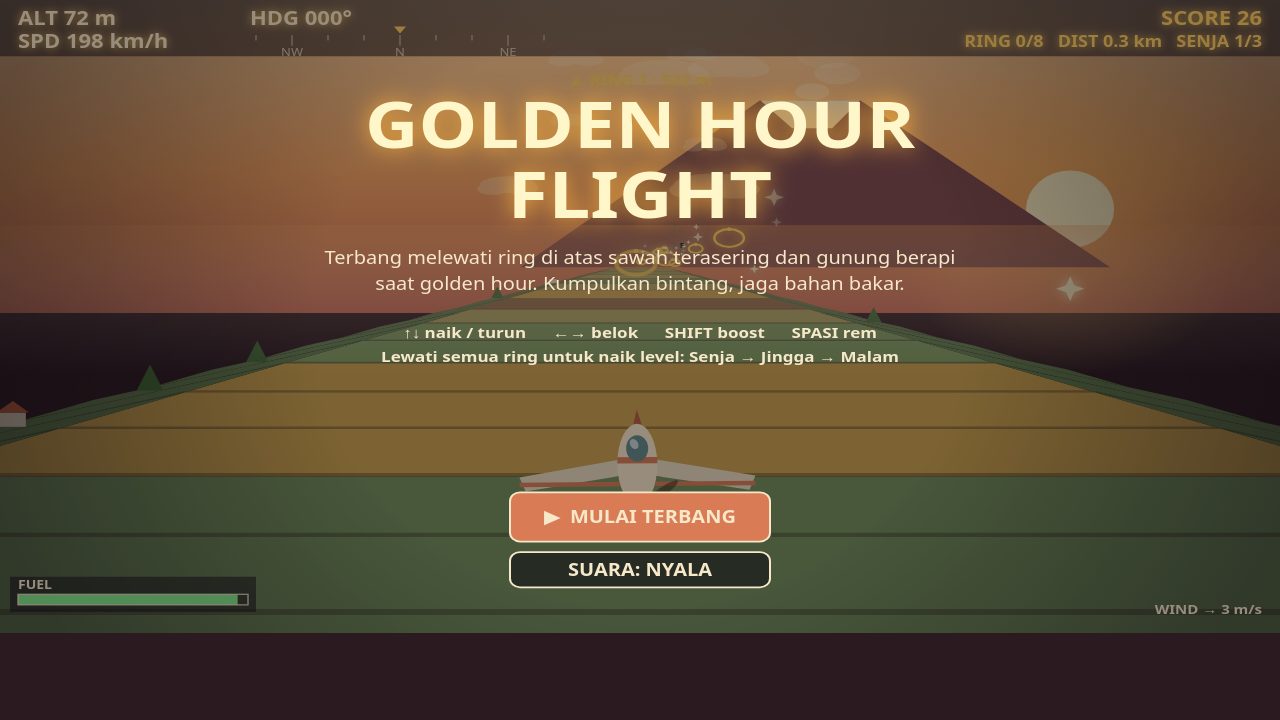 ALT 72 m
SPD 198 km/h
HDG 000°
NW N NE
SCORE 26
RING 0/8 DIST 0.3 km SENJA 1/3
GOLDEN HOUR
FLIGHT
Terbang melewati ring di atas sawah terasering dan gunung berapi
saat golden hour. Kumpulkan bintang, jaga bahan bakar.
↑↓ naik / turun ←→ belok SHIFT boost SPASI rem
Lewati semua ring untuk naik level: Senja → Jingga → Malam
▶ MULAI TERBANG
SUARA: NYALA
FUEL
WIND → 3 m/s